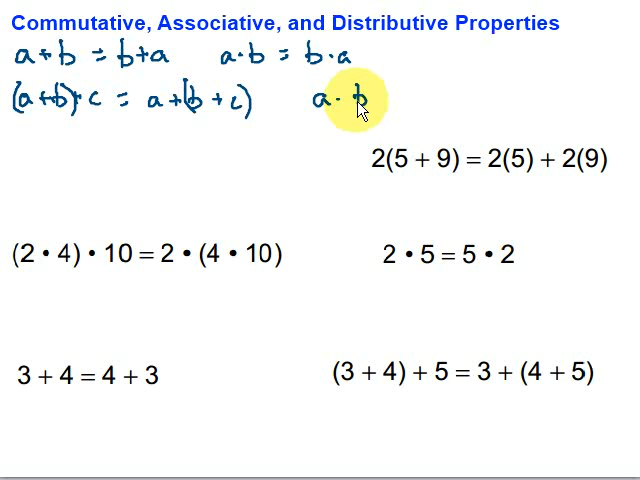 Commutative, Associative, and Distributive Properties
a + b = b + a a · b = b · a
(a + b) + c = a + (b + c) a · b
2(5 + 9) = 2(5) + 2(9)
(2 • 4) • 10 = 2 • (4 • 10) 2 • 5 = 5 • 2
3 + 4 = 4 + 3 (3 + 4) + 5 = 3 + (4 + 5)